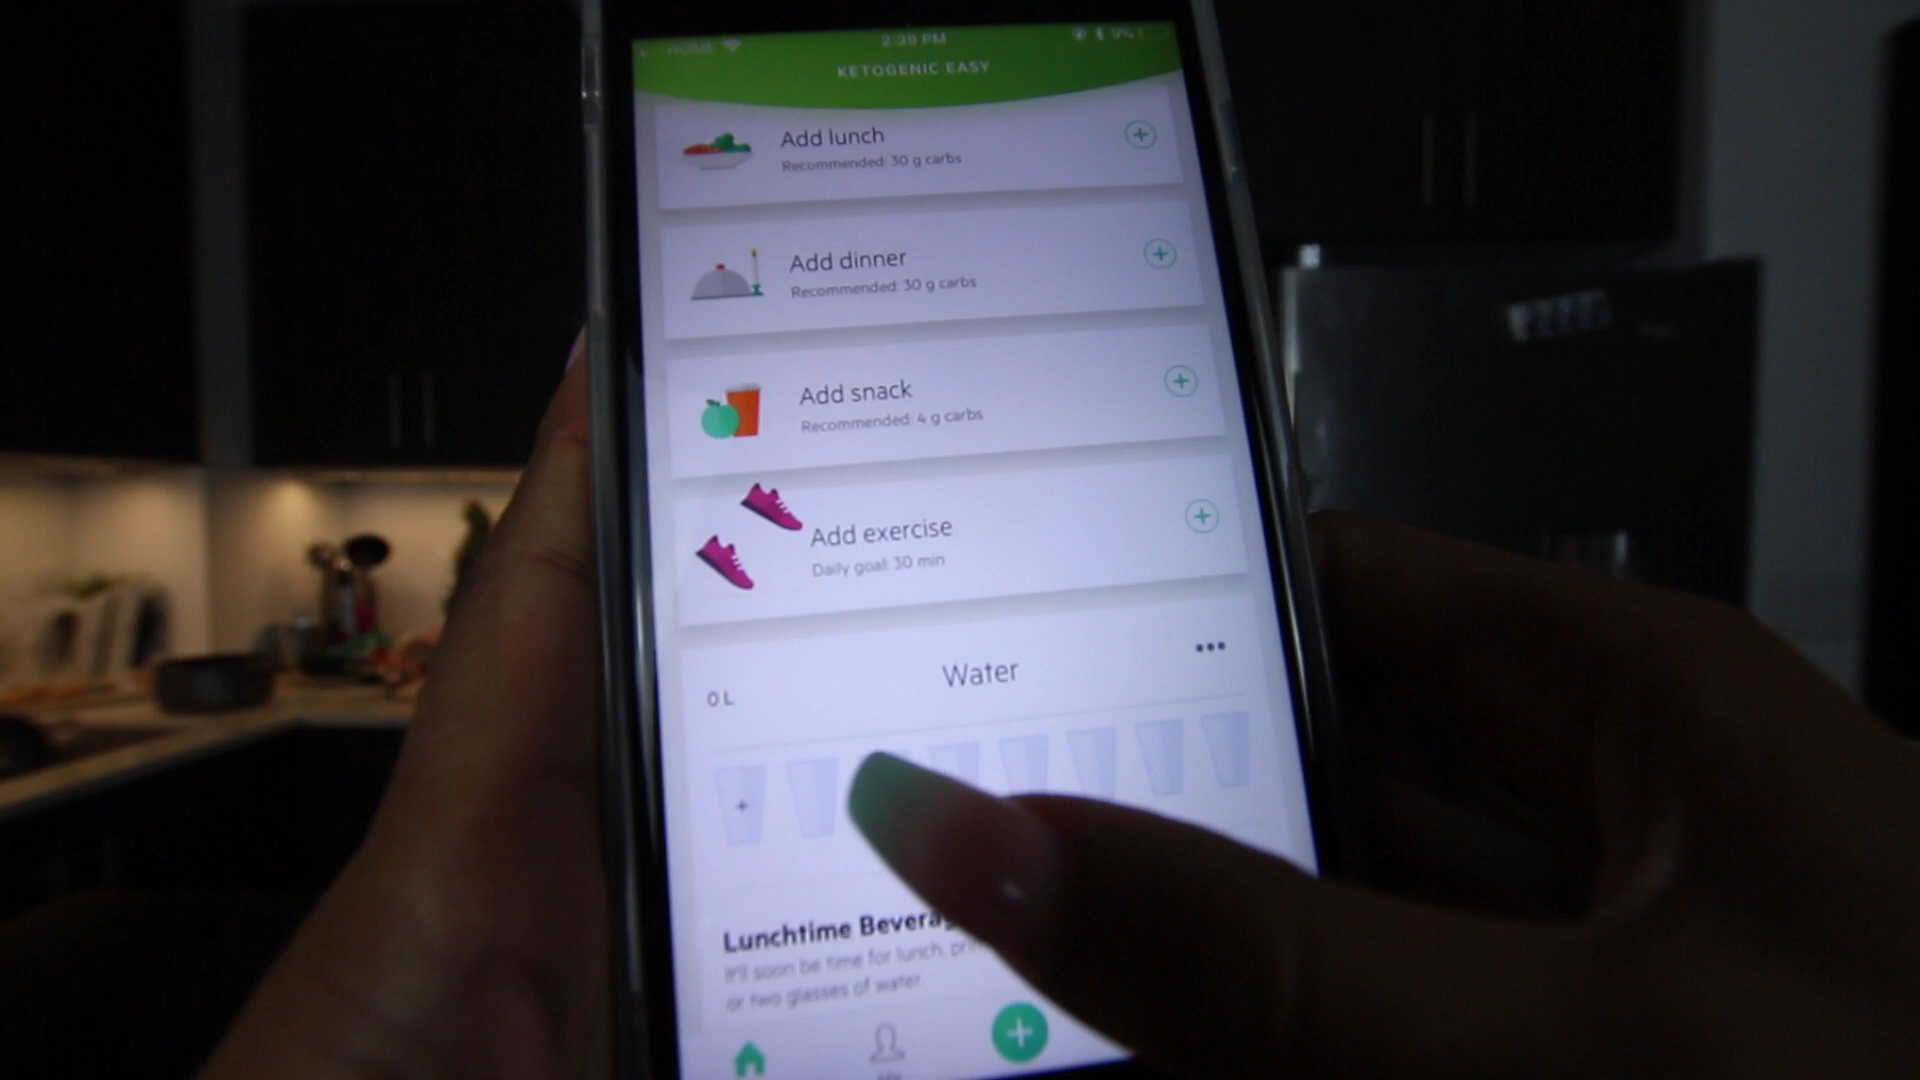 HOME 2:39 PM 9%
KETOGENIC EASY
Add lunch
Recommended: 30 g carbs
Add dinner
Recommended: 30 g carbs
Add snack
Recommended: 4 g carbs
Add exercise
Daily goal: 30 min
Water
0 L
Lunchtime
It'll soon be time for lunch,
or two glasses of water.